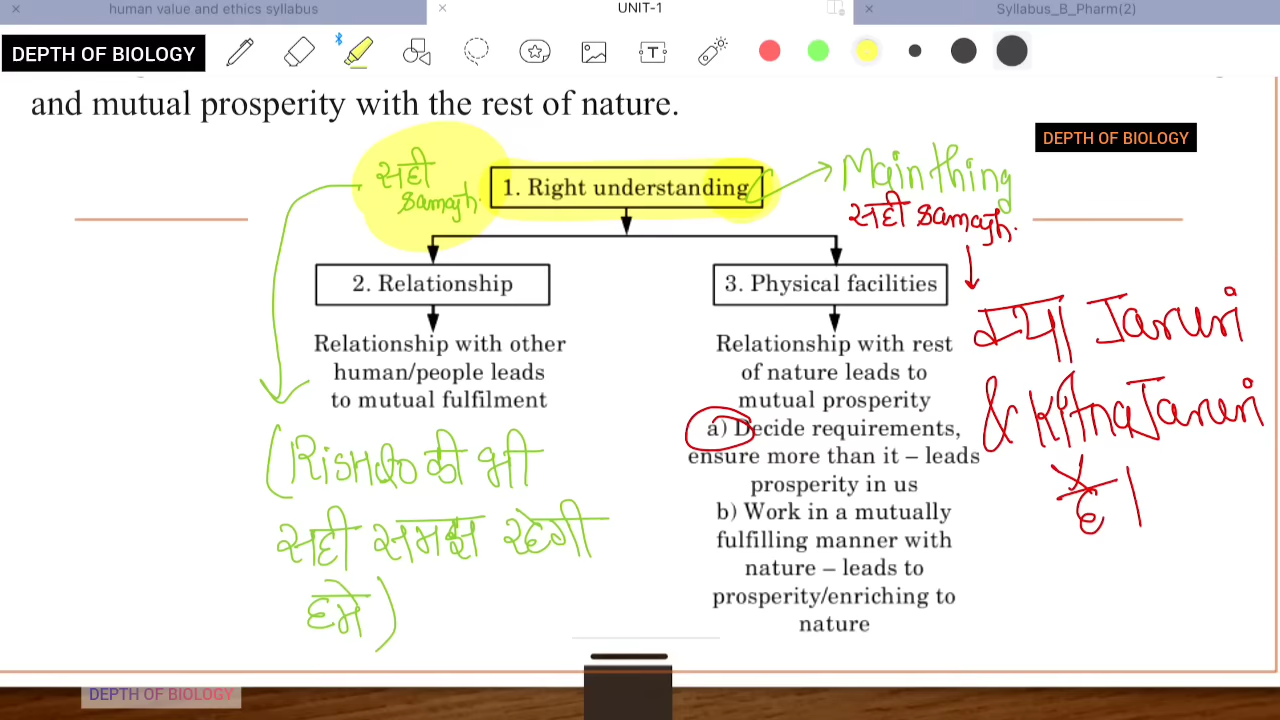 human value and ethics syllabus
UNIT-1
Syllabus_B_Pharm(2)
DEPTH OF BIOLOGY
and mutual prosperity with the rest of nature.
DEPTH OF BIOLOGY
सही
samajh.
1. Right understanding
Main thing
सही samajh.
2. Relationship
3. Physical facilities
क्या Jaruri
& Kitna Jaruri
है।
Relationship with other
human/people leads
to mutual fulfilment
Relationship with rest
of nature leads to
mutual prosperity
a) Decide requirements,
ensure more than it – leads
prosperity in us
b) Work in a mutually
fulfilling manner with
nature – leads to
prosperity/enriching to
nature
(Rishto की भी
सही समझ रहेगी
हमे)
DEPTH OF BIOLOGY